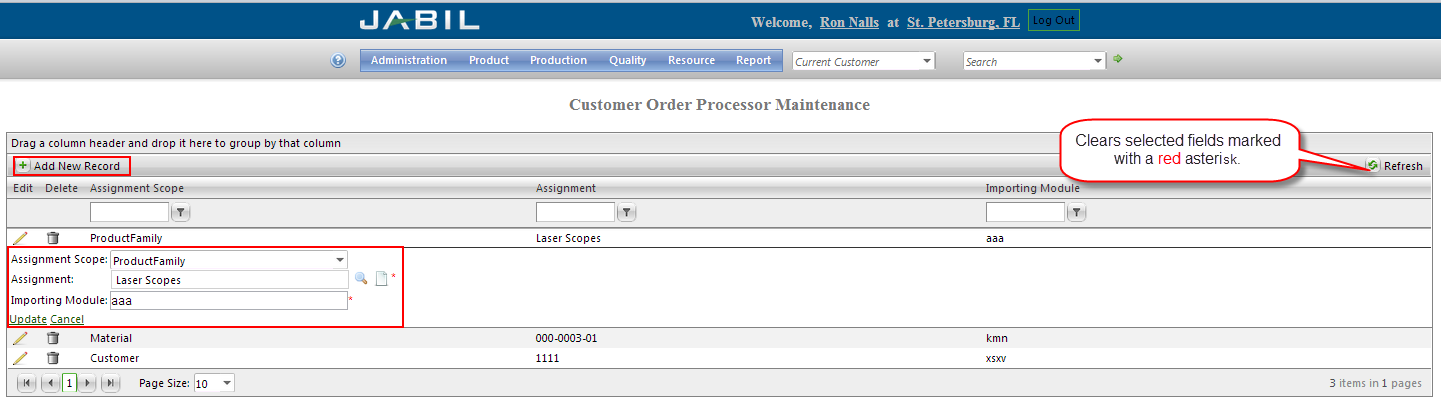 JABIL
Welcome, Ron Nalls at St. Petersburg, FL Log Out
Administration Product Production Quality Resource Report Current Customer Search
Customer Order Processor Maintenance
Drag a column header and drop it here to group by that column
Clears selected fields marked
with a red asterisk.
Add New Record Refresh
Edit Delete Assignment Scope Assignment Importing Module
ProductFamily Laser Scopes aaa
Assignment Scope: ProductFamily
Assignment: Laser Scopes *
Importing Module: aaa *
Update Cancel
Material 000-0003-01 kmn
Customer 1111 xsxv
1 Page Size: 10 3 items in 1 pages